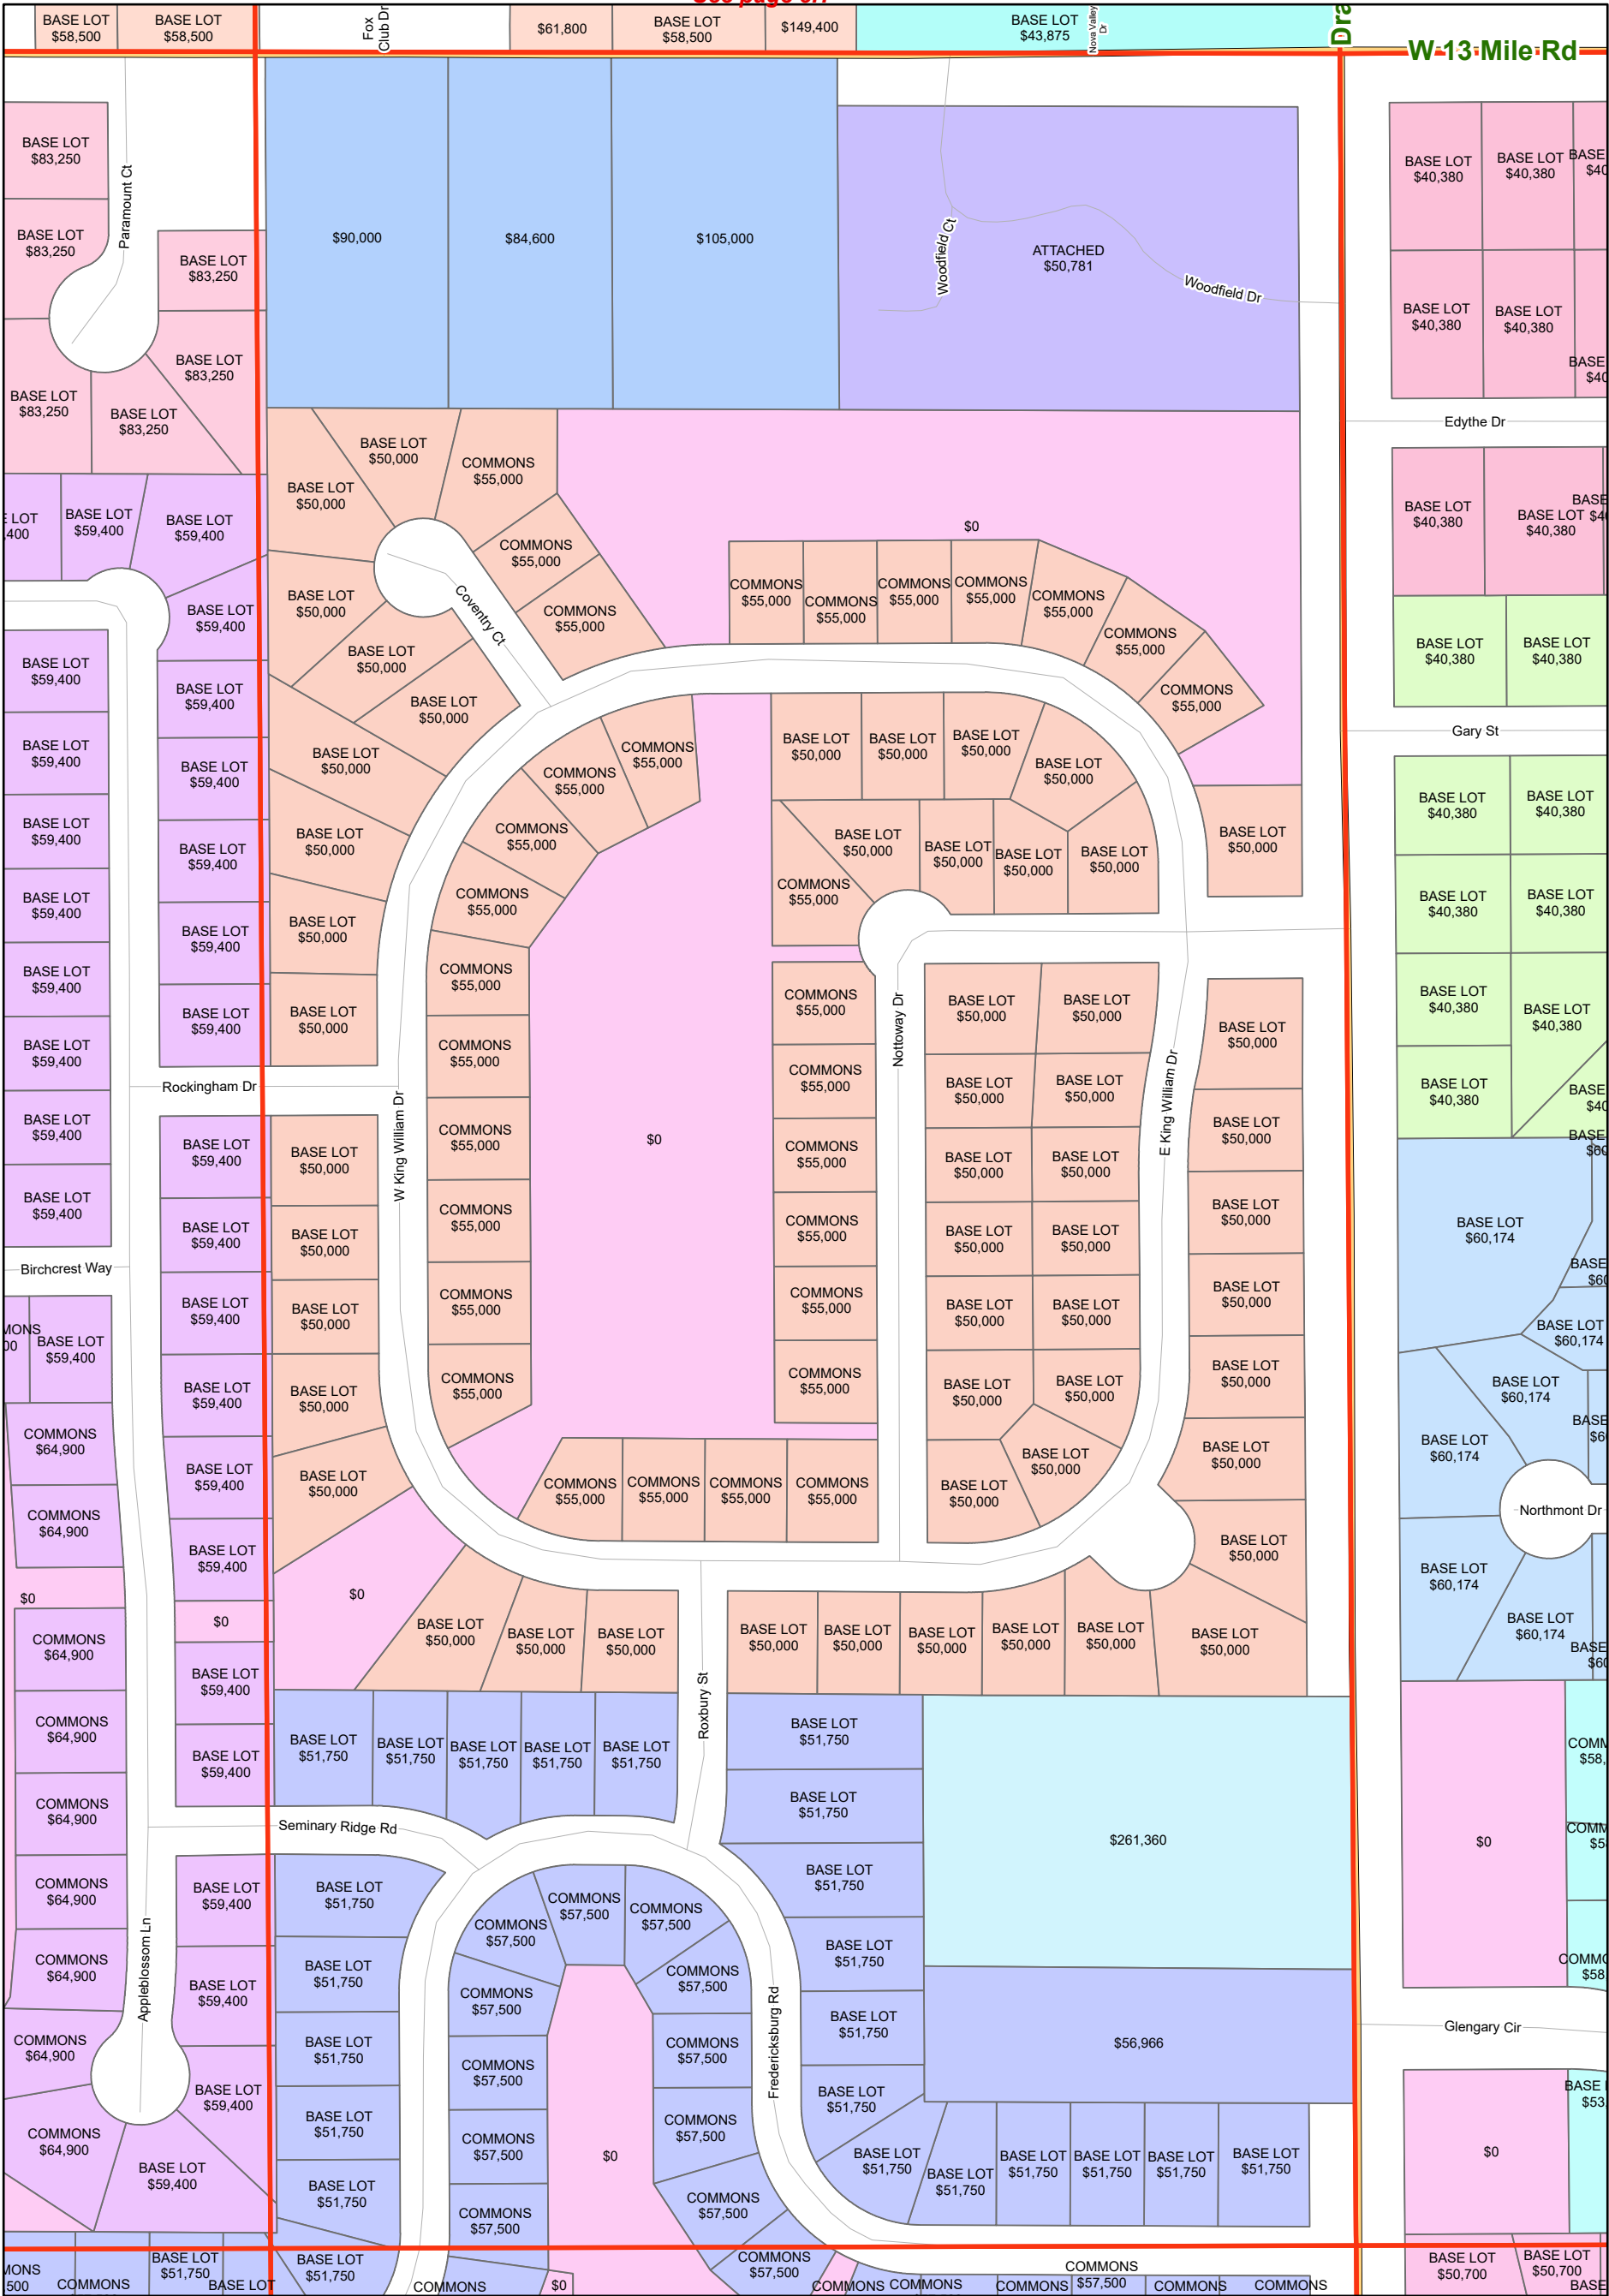 BASE LOT
$58,500
BASE LOT
$58,500
Fox
Club Dr
$61,800
BASE LOT
$58,500
$149,400
BASE LOT
$43,875
Nova Valley
Dr
Dra
W 13 Mile Rd
BASE LOT
$83,250
Paramount Ct
BASE LOT
$83,250
BASE LOT
$83,250
BASE LOT
$83,250
BASE LOT
$83,250
BASE LOT
$83,250
$90,000
$84,600
$105,000
ATTACHED
$50,781
Woodfield Ct
Woodfield Dr
BASE LOT
$40,380
BASE LOT
$40,380
BASE
$40
BASE LOT
$40,380
BASE LOT
$40,380
BASE
$40
Edythe Dr
BASE LOT
$40,380
BASE LOT
$40,380
BASE
BASE LOT
$40,380
BASE LOT
$40,380
Gary St
BASE LOT
$40,380
BASE LOT
$40,380
BASE LOT
$40,380
BASE LOT
$40,380
BASE LOT
$40,380
BASE LOT
$40,380
BASE LOT
$40,380
BASE
$40
BASE
$60
BASE LOT
$60,174
BASE
$60
BASE LOT
$60,174
BASE LOT
$60,174
BASE
$60
BASE LOT
$60,174
Northmont Dr
BASE LOT
$60,174
BASE LOT
$60,174
BASE
$60
$0
COMM
$58,
COMM
COMMO
$58,
Glengary Cir
$0
BASE
$53,
BASE LOT
$50,700
BASE LOT
$50,700
BASE
LOT
,400
BASE LOT
$59,400
BASE LOT
$59,400
BASE LOT
$59,400
BASE LOT
$59,400
BASE LOT
$59,400
BASE LOT
$59,400
BASE LOT
$59,400
BASE LOT
$59,400
BASE LOT
$59,400
BASE LOT
$59,400
BASE LOT
$59,400
BASE LOT
$59,400
BASE LOT
$59,400
BASE LOT
$59,400
BASE LOT
$59,400
BASE LOT
$59,400
Rockingham Dr
BASE LOT
$59,400
BASE LOT
$59,400
BASE LOT
$59,400
BASE LOT
$59,400
BASE LOT
$59,400
BASE LOT
$59,400
$0
BASE LOT
$59,400
BASE LOT
$59,400
Birchcrest Way
MONS
00
BASE LOT
$59,400
COMMONS
$64,900
COMMONS
$64,900
$0
COMMONS
$64,900
COMMONS
$64,900
COMMONS
$64,900
COMMONS
$64,900
COMMONS
$64,900
COMMONS
$64,900
COMMONS
$64,900
Appleblossom Ln
BASE LOT
$59,400
BASE LOT
$59,400
BASE LOT
$59,400
BASE LOT
$59,400
MONS
500
COMMONS
BASE LOT
$51,750
BASE LOT
BASE LOT
$50,000
BASE LOT
$50,000
COMMONS
$55,000
COMMONS
$55,000
COMMONS
$55,000
Coventry Ct
BASE LOT
$50,000
BASE LOT
$50,000
BASE LOT
$50,000
BASE LOT
$50,000
BASE LOT
$50,000
BASE LOT
$50,000
BASE LOT
$50,000
W King William Dr
BASE LOT
$50,000
BASE LOT
$50,000
BASE LOT
$50,000
BASE LOT
$50,000
BASE LOT
$50,000
$0
$0
COMMONS
$55,000
COMMONS
$55,000
COMMONS
$55,000
COMMONS
$55,000
COMMONS
$55,000
COMMONS
$55,000
COMMONS
$55,000
COMMONS
$55,000
COMMONS
$55,000
COMMONS
$55,000
COMMONS
$55,000
COMMONS
$55,000
COMMONS
$55,000
COMMONS
$55,000
COMMONS
$55,000
COMMONS
$55,000
COMMONS
$55,000
$0
BASE LOT
$50,000
BASE LOT
$50,000
BASE LOT
$50,000
BASE LOT
$50,000
BASE LOT
$50,000
BASE LOT
$50,000
BASE LOT
$50,000
BASE LOT
$50,000
BASE LOT
$50,000
COMMONS
$55,000
COMMONS
$55,000
COMMONS
$55,000
COMMONS
$55,000
COMMONS
$55,000
COMMONS
$55,000
COMMONS
$55,000
Nottoway Dr
BASE LOT
$50,000
BASE LOT
$50,000
BASE LOT
$50,000
BASE LOT
$50,000
BASE LOT
$50,000
BASE LOT
$50,000
BASE LOT
$50,000
BASE LOT
$50,000
BASE LOT
$50,000
BASE LOT
$50,000
BASE LOT
$50,000
BASE LOT
$50,000
BASE LOT
$50,000
BASE LOT
$50,000
E King William Dr
BASE LOT
$50,000
BASE LOT
$50,000
BASE LOT
$50,000
BASE LOT
$50,000
BASE LOT
$50,000
BASE LOT
$50,000
BASE LOT
$50,000
COMMONS
$55,000
COMMONS
$55,000
COMMONS
$55,000
COMMONS
$55,000
BASE LOT
$50,000
BASE LOT
$50,000
BASE LOT
$50,000
Roxbury St
BASE LOT
$50,000
BASE LOT
$50,000
BASE LOT
$50,000
BASE LOT
$50,000
BASE LOT
$50,000
BASE LOT
$50,000
BASE LOT
$51,750
BASE LOT
$51,750
BASE LOT
$51,750
BASE LOT
$51,750
BASE LOT
$51,750
Seminary Ridge Rd
BASE LOT
$51,750
BASE LOT
$51,750
BASE LOT
$51,750
BASE LOT
$51,750
BASE LOT
$51,750
BASE LOT
$51,750
$261,360
$56,966
BASE LOT
$51,750
BASE LOT
$51,750
BASE LOT
$51,750
BASE LOT
$51,750
BASE LOT
$51,750
BASE LOT
$51,750
COMMONS
$57,500
COMMONS
$57,500
COMMONS
$57,500
COMMONS
$57,500
COMMONS
$57,500
COMMONS
$57,500
COMMONS
$57,500
COMMONS
$57,500
COMMONS
$57,500
COMMONS
$57,500
COMMONS
$57,500
COMMONS
$57,500
$0
Fredericksburg Rd
BASE LOT
$51,750
BASE LOT
$51,750
BASE LOT
$51,750
BASE LOT
$51,750
BASE LOT
$51,750
BASE LOT
$51,750
COMMONS
$0
COMMONS
COMMONS
COMMONS
COMMONS
$57,500
COMMONS
COMMONS